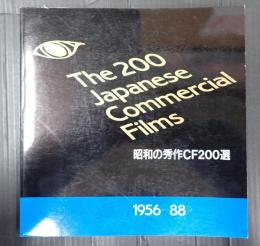 The 200
Japanese
Commercial
Films
昭和の秀作CF200選
1956-88